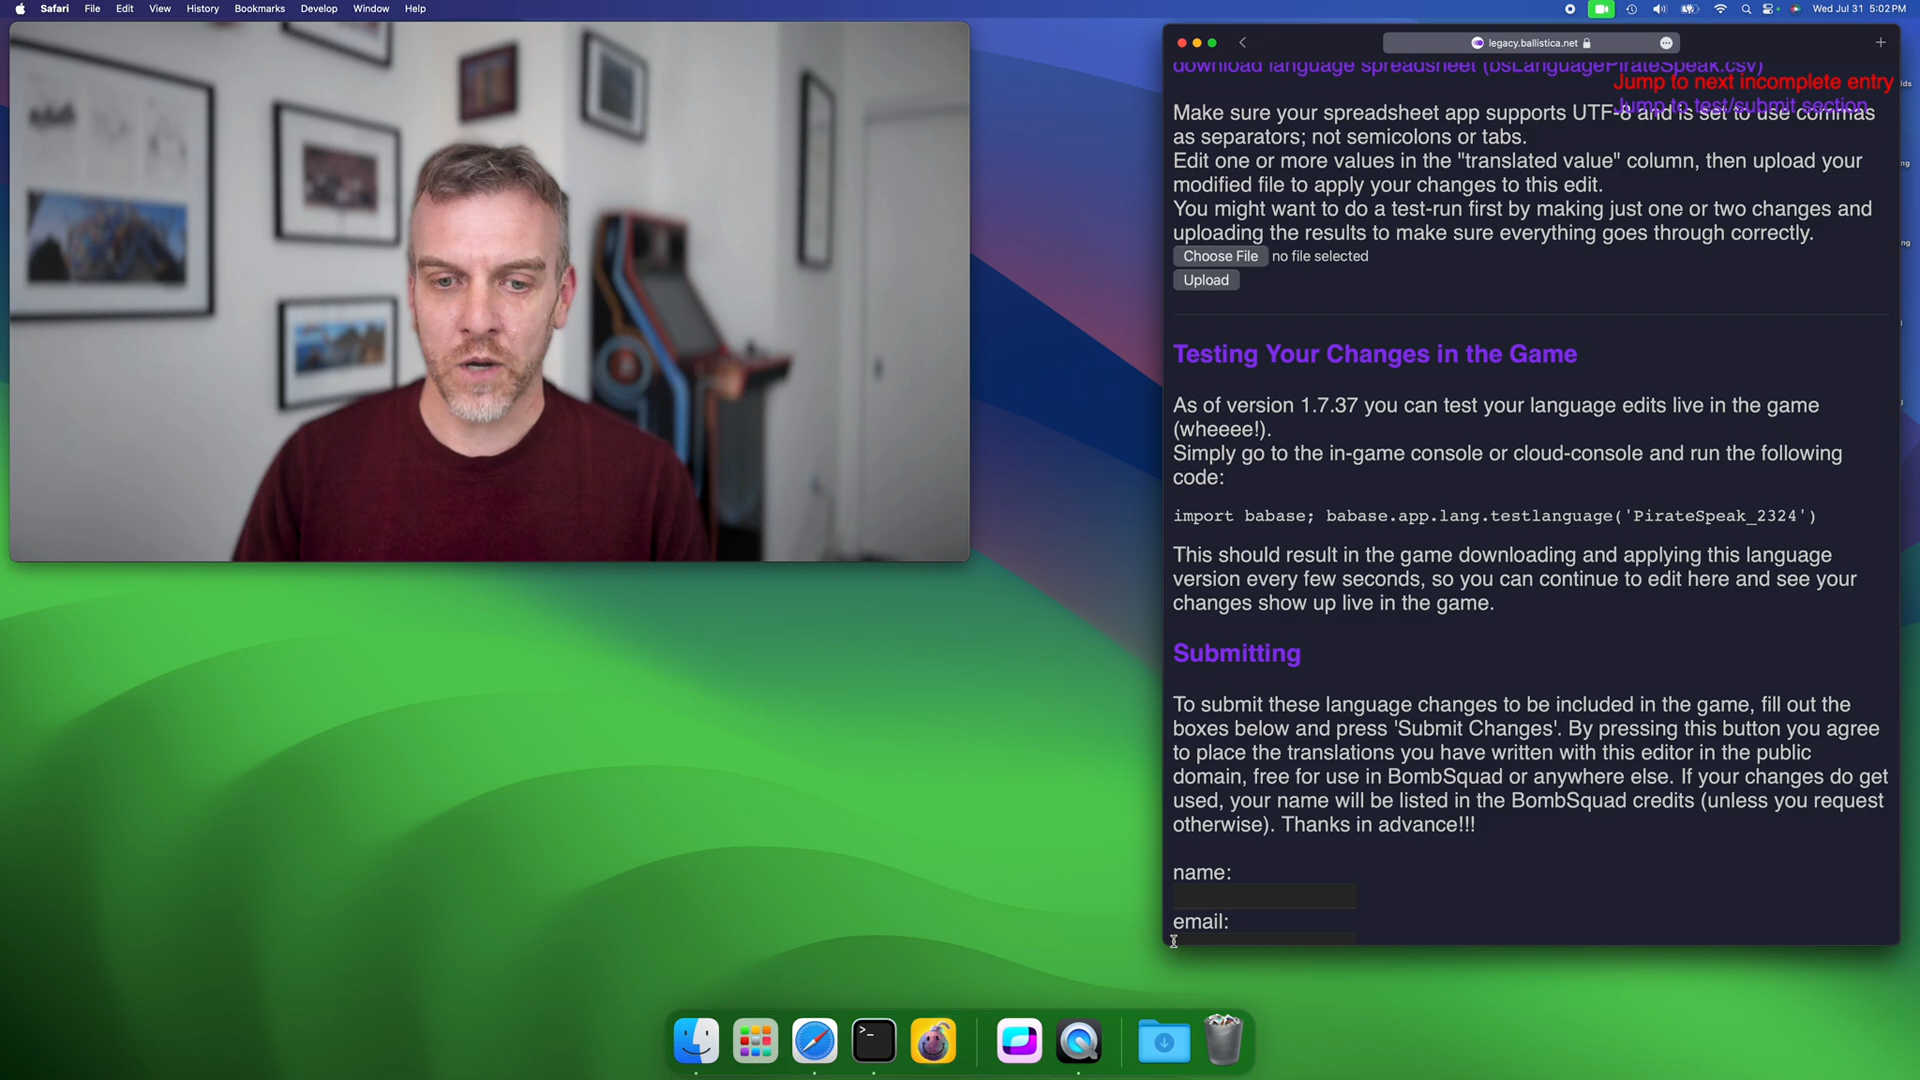 Safari File Edit View History Bookmarks Develop Window Help
Wed Jul 31 5:02 PM
legacy.ballistica.net
download language spreadsheet (bsLanguagePirateSpeak.csv)
Jump to next incomplete entry
Jump to test/submit section
Make sure your spreadsheet app supports UTF-8 and is set to use commas
as separators; not semicolons or tabs.
Edit one or more values in the "translated value" column, then upload your
modified file to apply your changes to this edit.
You might want to do a test-run first by making just one or two changes and
uploading the results to make sure everything goes through correctly.
Choose File no file selected
Upload
Testing Your Changes in the Game
As of version 1.7.37 you can test your language edits live in the game
(wheeee!).
Simply go to the in-game console or cloud-console and run the following
code:
import babase; babase.app.lang.testlanguage('PirateSpeak_2324')
This should result in the game downloading and applying this language
version every few seconds, so you can continue to edit here and see your
changes show up live in the game.
Submitting
To submit these language changes to be included in the game, fill out the
boxes below and press 'Submit Changes'. By pressing this button you agree
to place the translations you have written with this editor in the public
domain, free for use in BombSquad or anywhere else. If your changes do get
used, your name will be listed in the BombSquad credits (unless you request
otherwise). Thanks in advance!!!
name:
email: